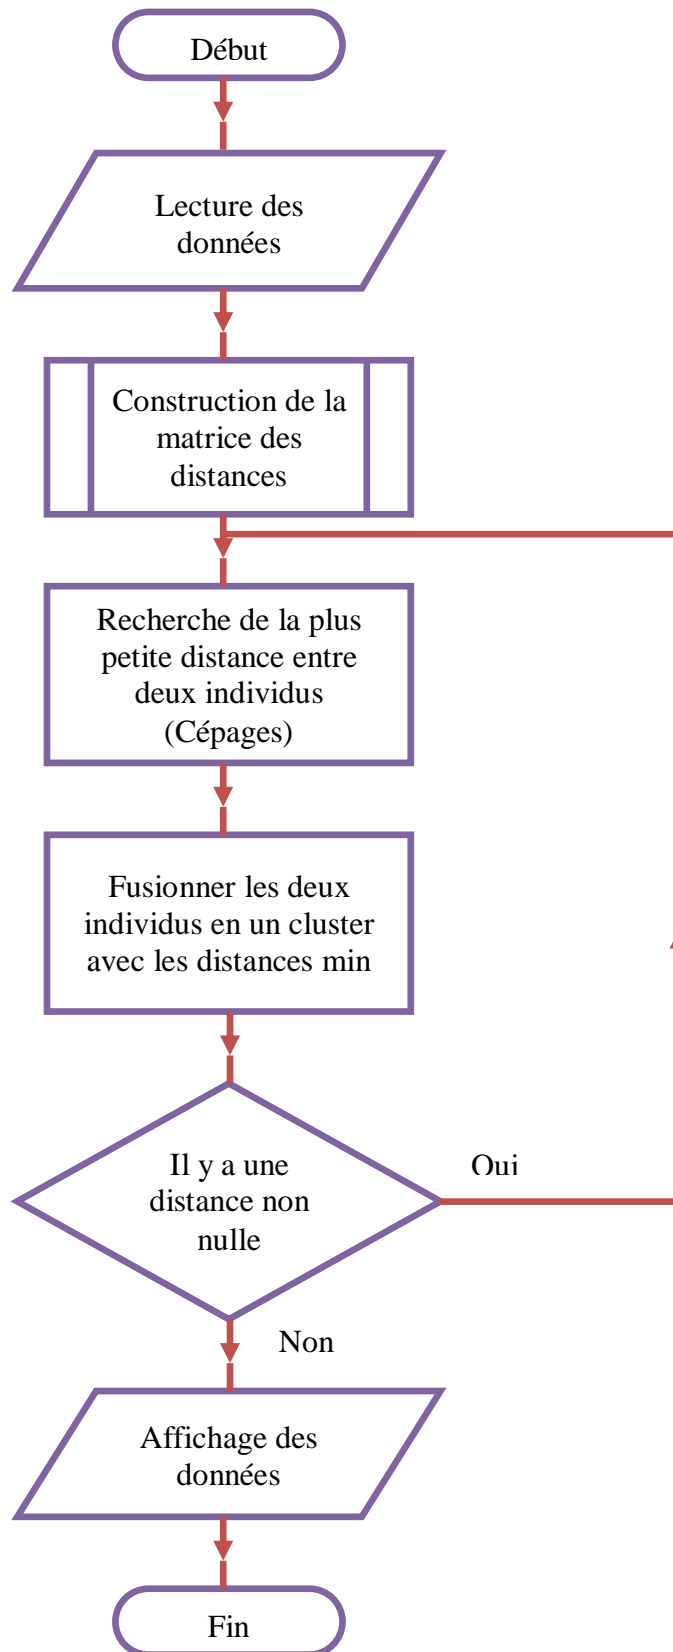 Début
Lecture des
données
Construction de la
matrice des
distances
Recherche de la plus
petite distance entre
deux individus
(Cépages)
Fusionner les deux
individus en un cluster
avec les distances min
Il y a une
distance non
nulle
Oui
Non
Affichage des
données
Fin